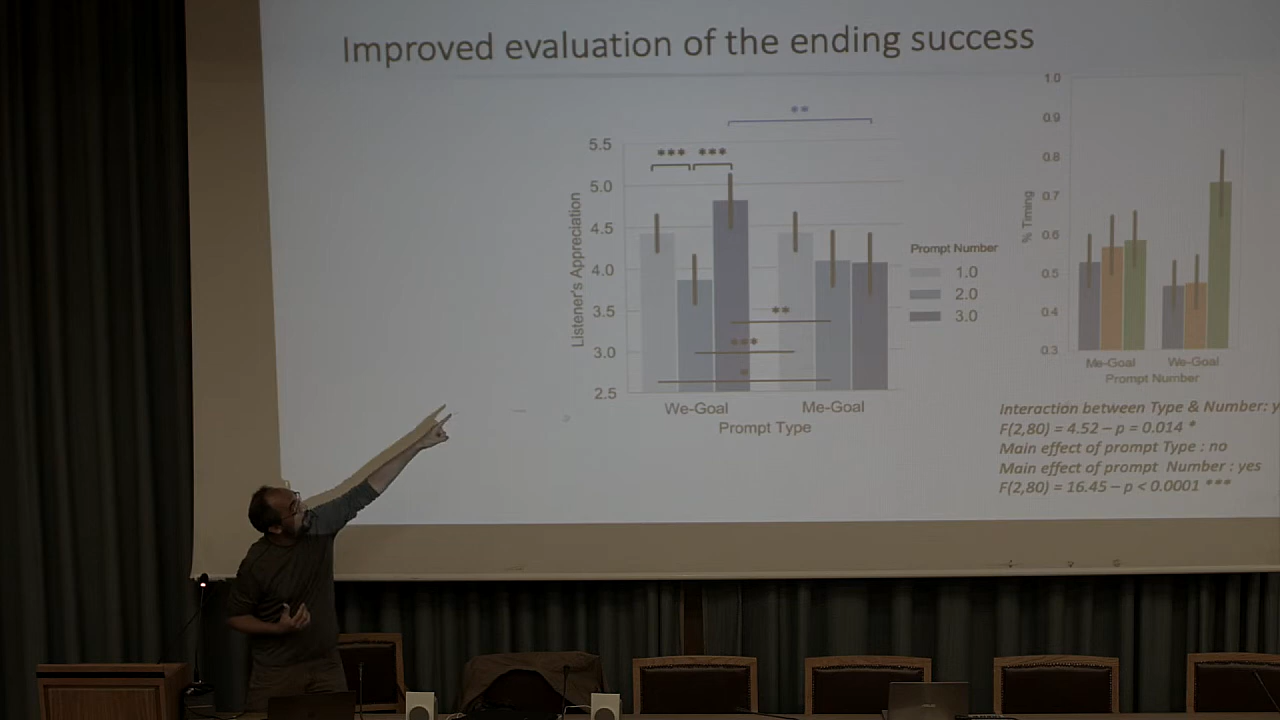 Improved evaluation of the ending success
**
*** ***
5.5
5.0
4.5
4.0
3.5
3.0
2.5
Listener's Appreciation
**
***
*
We-Goal Me-Goal
Prompt Type
Prompt Number
1.0
2.0
3.0
1.0
0.9
0.8
0.7
0.6
0.5
0.4
0.3
% Timing
Me-Goal We-Goal
Prompt Number
Interaction between Type & Number: y
F(2,80) = 4.52 – p = 0.014 *
Main effect of prompt Type : no
Main effect of prompt Number : yes
F(2,80) = 16.45 – p < 0.0001 ***